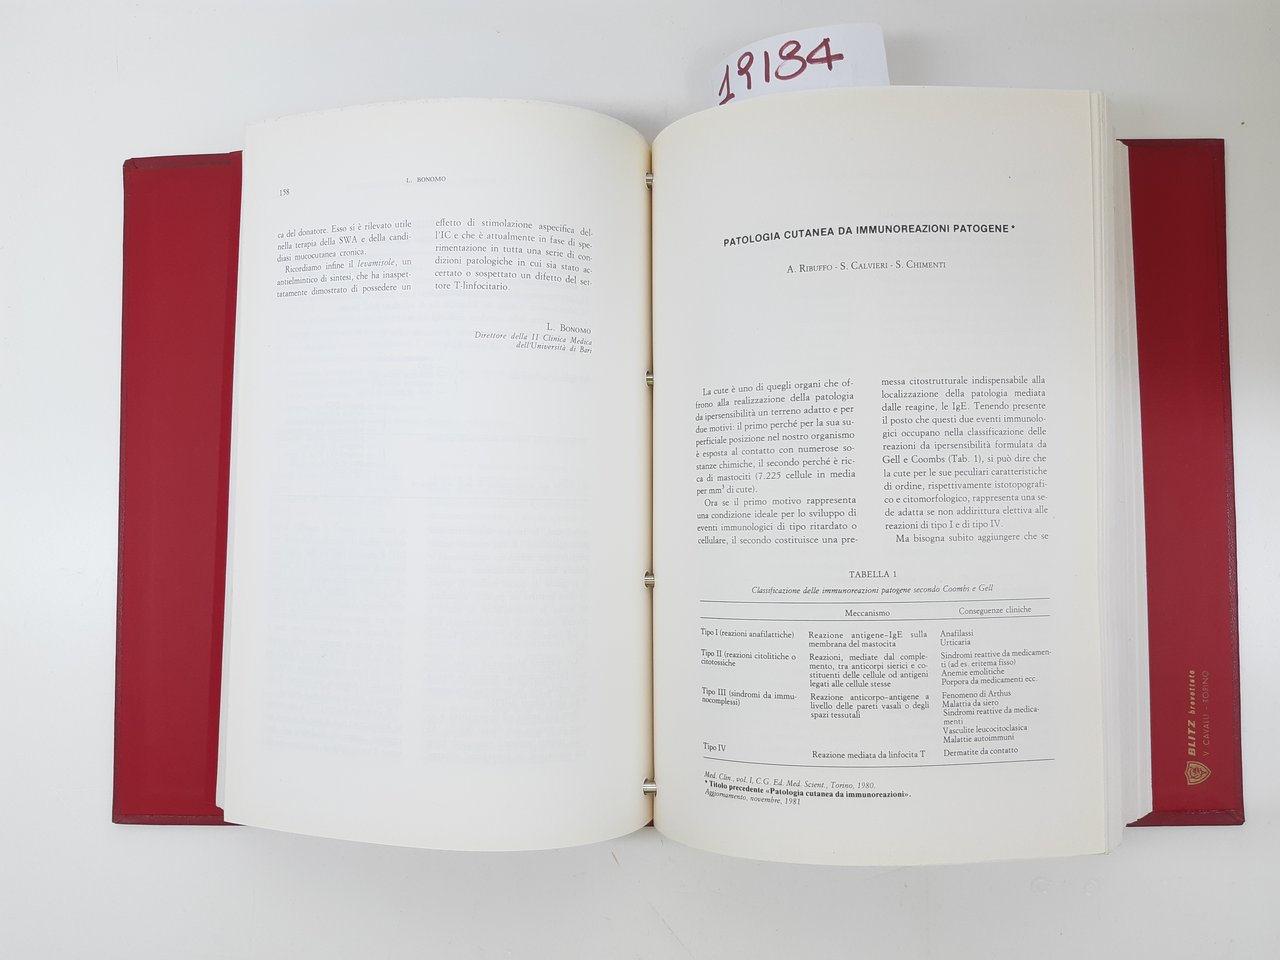 19184
158
L. BONOMO
ca del donatore. Esso si è rilevato utile
nella terapia della SWA e della candi-
diasi mucocutanea cronica.
Ricordiamo infine il levamisole, un
antielmintico di sintesi, che ha inaspet-
tatamente dimostrato di possedere un
effetto di stimolazione aspecifica del-
l'IC e che è attualmente in fase di spe-
rimentazione in tutta una serie di con-
dizioni patologiche in cui sia stato ac-
certato o sospettato un difetto del set-
tore T-linfocitario.
L. BONOMO
Direttore della II Clinica Medica
dell'Università di Bari
PATOLOGIA CUTANEA DA IMMUNOREAZIONI PATOGENE *
A. RIBUFFO - S. CALVIERI - S. CHIMENTI
La cute è uno di quegli organi che of-
frono alla realizzazione della patologia
da ipersensibilità un terreno adatto e per
due motivi: il primo perché per la sua su-
perficiale posizione nel nostro organismo
è esposta al contatto con numerose so-
stanze chimiche, il secondo perché è ric-
ca di mastociti (7.225 cellule in media
per mm³ di cute).
Ora se il primo motivo rappresenta
una condizione ideale per lo sviluppo di
eventi immunologici di tipo ritardato o
cellulare, il secondo costituisce una pre-
messa citostrutturale indispensabile alla
localizzazione della patologia mediata
dalle reagine, le IgE. Tenendo presente
il posto che questi due eventi immunolo-
gici occupano nella classificazione delle
reazioni da ipersensibilità formulata da
Gell e Coombs (Tab. 1), si può dire che
la cute per le sue peculiari caratteristiche
di ordine, rispettivamente istotopografi-
co e citomorfologico, rappresenta una se-
de adatta se non addirittura elettiva alle
reazioni di tipo I e di tipo IV.
Ma bisogna subito aggiungere che se
TABELLA 1
Classificazione delle immunoreazioni patogene secondo Coombs e Gell
Meccanismo Conseguenze cliniche
Tipo I (reazioni anafilattiche)
Reazione antigene-IgE sulla
membrana del mastocita
Anafilassi
Urticaria
Tipo II (reazioni citolitiche o
citotossiche
Reazioni, mediate dal comple-
mento, tra anticorpi sierici e co-
stituenti delle cellule od antigeni
legati alle cellule stesse
Sindromi reattive da medicamen-
ti (ad es. eritema fisso)
Anemie emolitiche
Porpora da medicamenti ecc.
Tipo III (sindromi da immu-
nocomplessi)
Reazione anticorpo-antigene a
livello delle pareti vasali o degli
spazi tessutali
Fenomeno di Arthus
Malattia da siero
Sindromi reattive da medica-
menti
Vasculite leucocitoclasica
Malattie autoimmuni
Tipo IV
Reazione mediata da linfocita T
Dermatite da contatto
Med. Clin., vol. I, C.G. Ed. Med. Scient., Torino, 1980.
* Titolo precedente «Patologia cutanea da immunoreazioni».
Aggiornamento, novembre, 1981
BLITZ brevettato
V. CAVALLI - TORINO